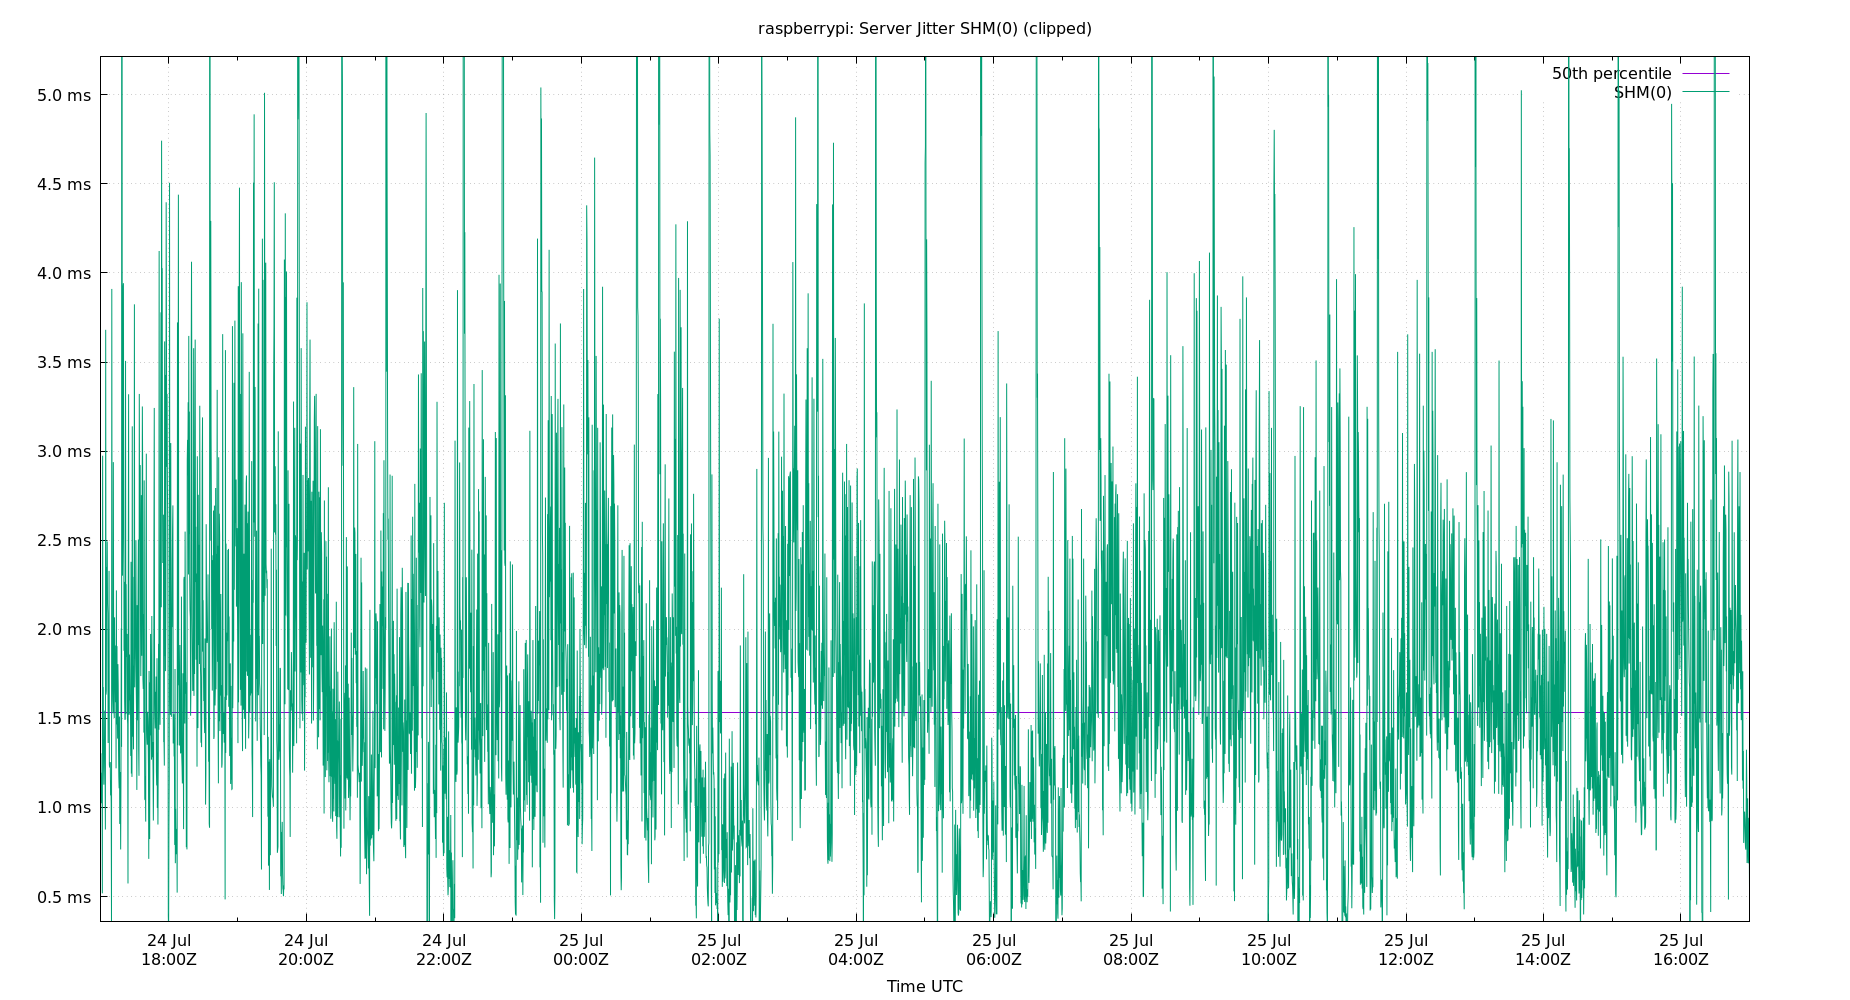 raspberrypi: Server Jitter SHM(0) (clipped)
50th percentile
SHM(0)
5.0 ms
4.5 ms
4.0 ms
3.5 ms
3.0 ms
2.5 ms
2.0 ms
1.5 ms
1.0 ms
0.5 ms
24 Jul 24 Jul 24 Jul 25 Jul 25 Jul 25 Jul 25 Jul 25 Jul 25 Jul 25 Jul 25 Jul 25 Jul
18:00Z 20:00Z 22:00Z 00:00Z 02:00Z 04:00Z 06:00Z 08:00Z 10:00Z 12:00Z 14:00Z 16:00Z
Time UTC